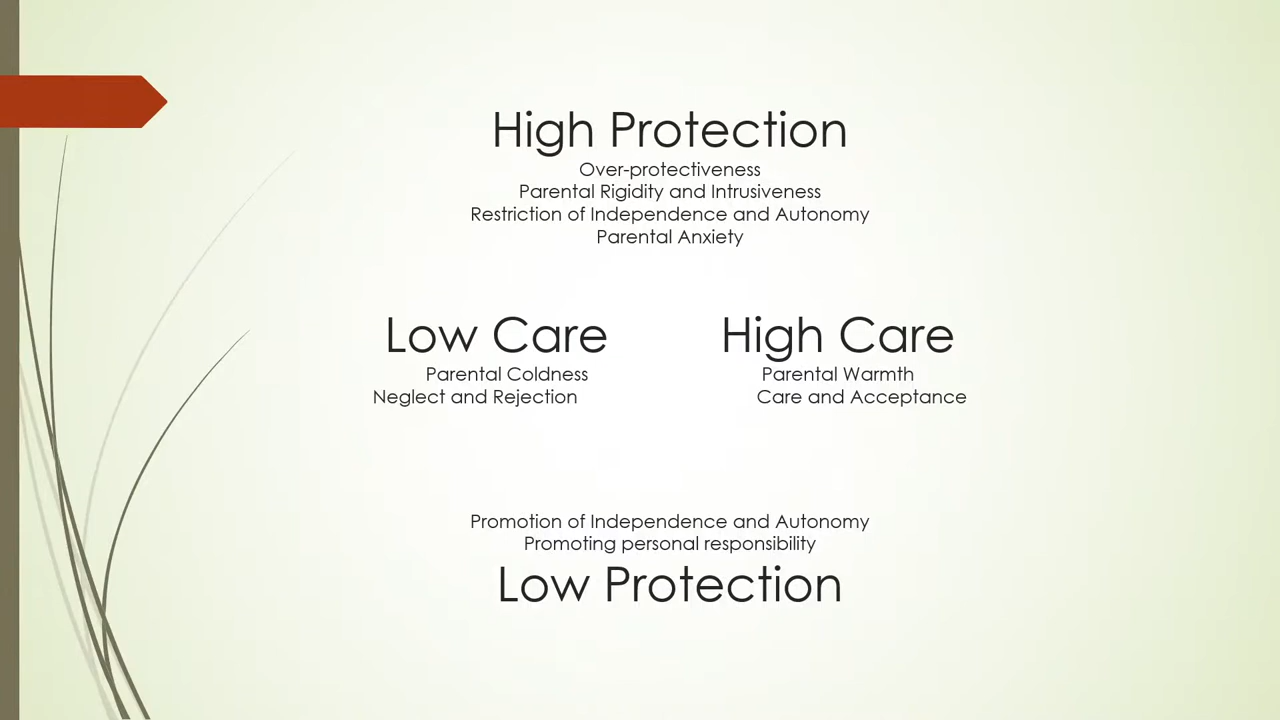 High Protection
Over-protectiveness
Parental Rigidity and Intrusiveness
Restriction of Independence and Autonomy
Parental Anxiety
Low Care High Care
Parental Coldness Parental Warmth
Neglect and Rejection Care and Acceptance
Promotion of Independence and Autonomy
Promoting personal responsibility
Low Protection